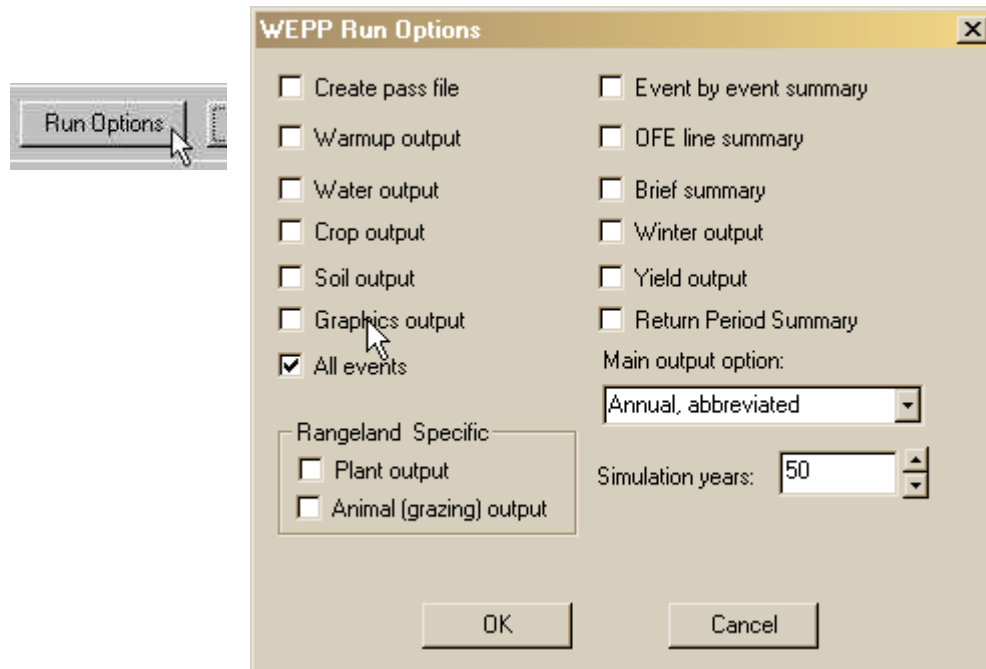 Run Options
WEPP Run Options
Create pass file
Warmup output
Water output
Crop output
Soil output
Graphics output
All events
Rangeland Specific
Plant output
Animal (grazing) output
Event by event summary
OFE line summary
Brief summary
Winter output
Yield output
Return Period Summary
Main output option:
Annual, abbreviated
Simulation years: 50
OK
Cancel